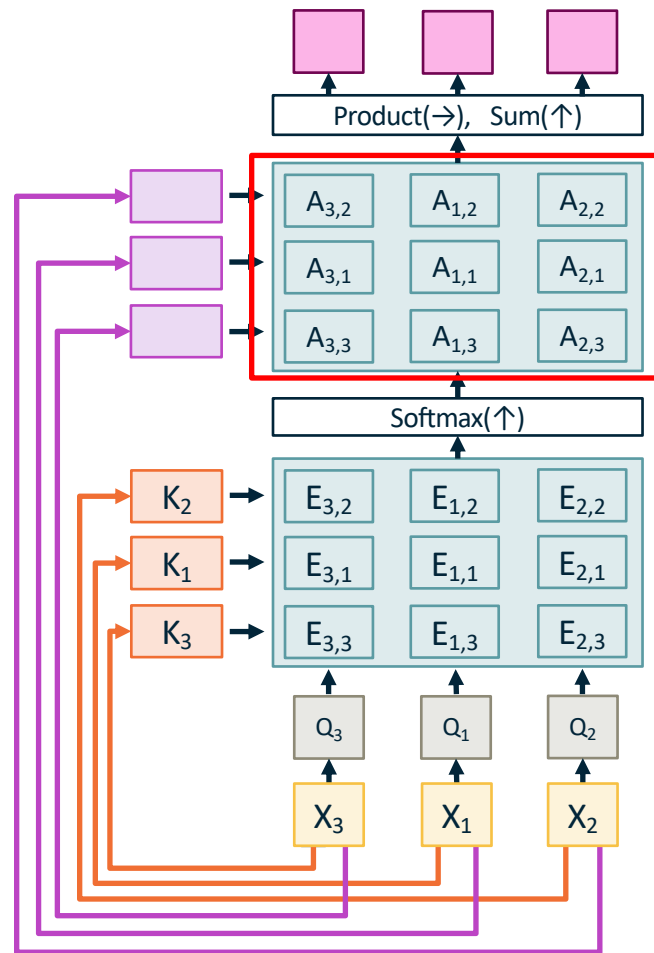 Product(→), Sum(↑)
A3,2 A1,2 A2,2
A3,1 A1,1 A2,1
A3,3 A1,3 A2,3
Softmax(↑)
K2 E3,2 E1,2 E2,2
K1 E3,1 E1,1 E2,1
K3 E3,3 E1,3 E2,3
Q3 Q1 Q2
X3 X1 X2